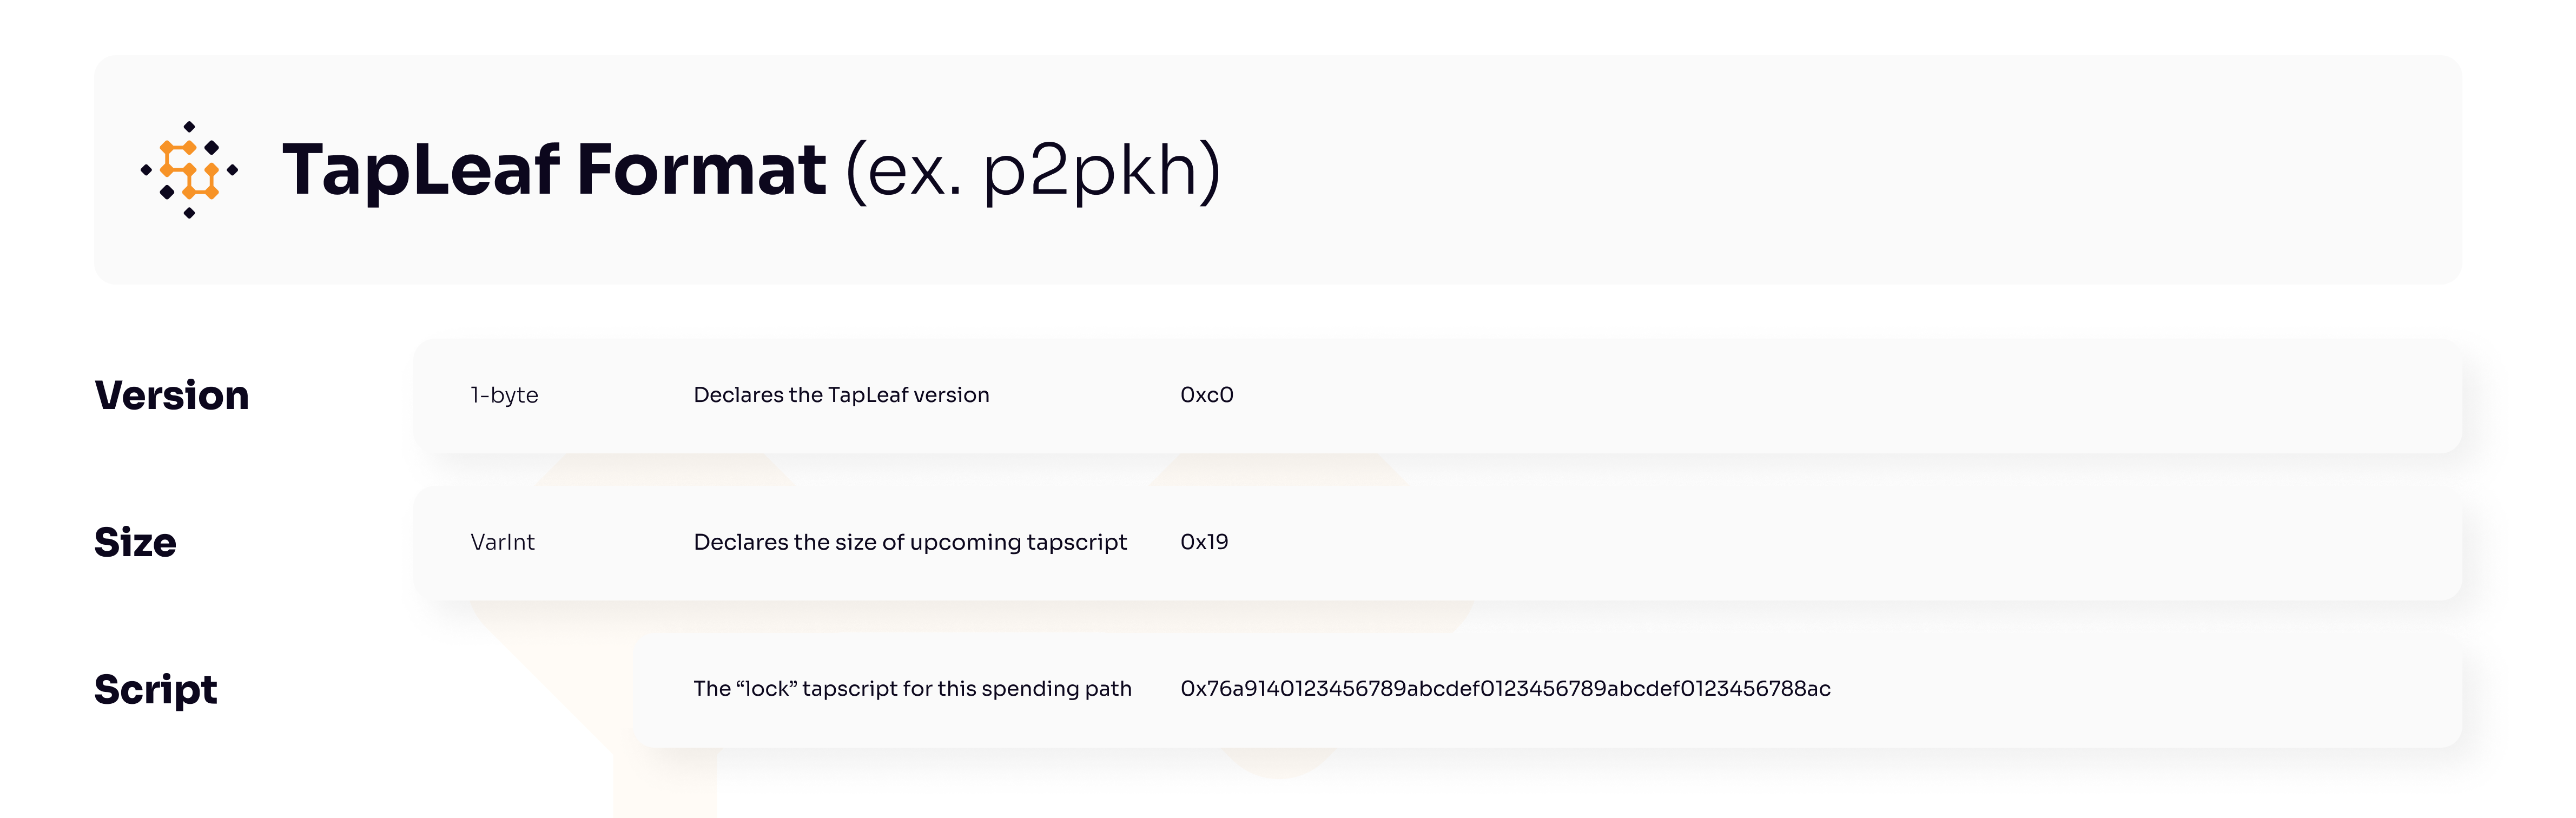 TapLeaf Format (ex. p2pkh)
Version 1-byte Declares the TapLeaf version 0xc0
Size VarInt Declares the size of upcoming tapscript 0x19
Script The “lock” tapscript for this spending path 0x76a9140123456789abcdef0123456789abcdef0123456788ac